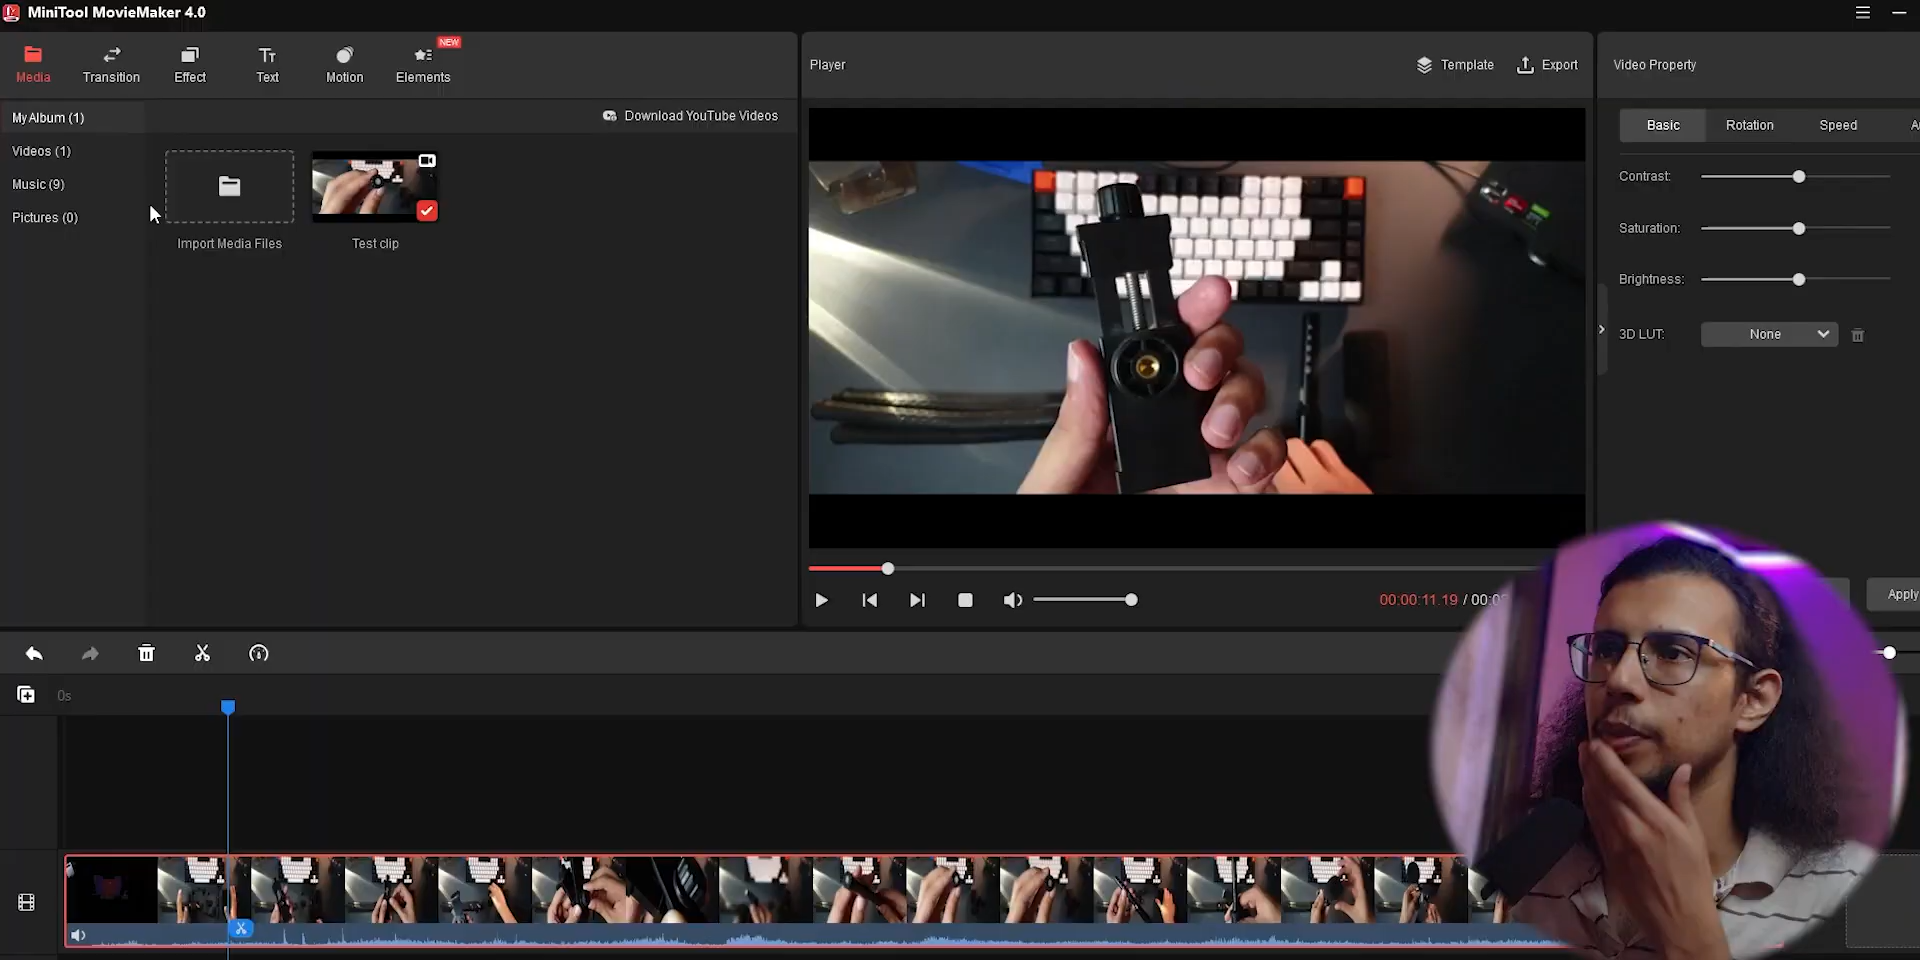 MiniTool MovieMaker 4.0
Media
Transition
Effect
Text
Motion
Elements
NEW
Player
Template
Export
Video Property
My Album (1)
Download YouTube Videos
Videos (1)
Music (9)
Pictures (0)
Import Media Files
Test clip
Basic
Rotation
Speed
Contrast:
Saturation:
Brightness:
3D LUT:
None
00:00:11.19 / 00:0
Apply
0s